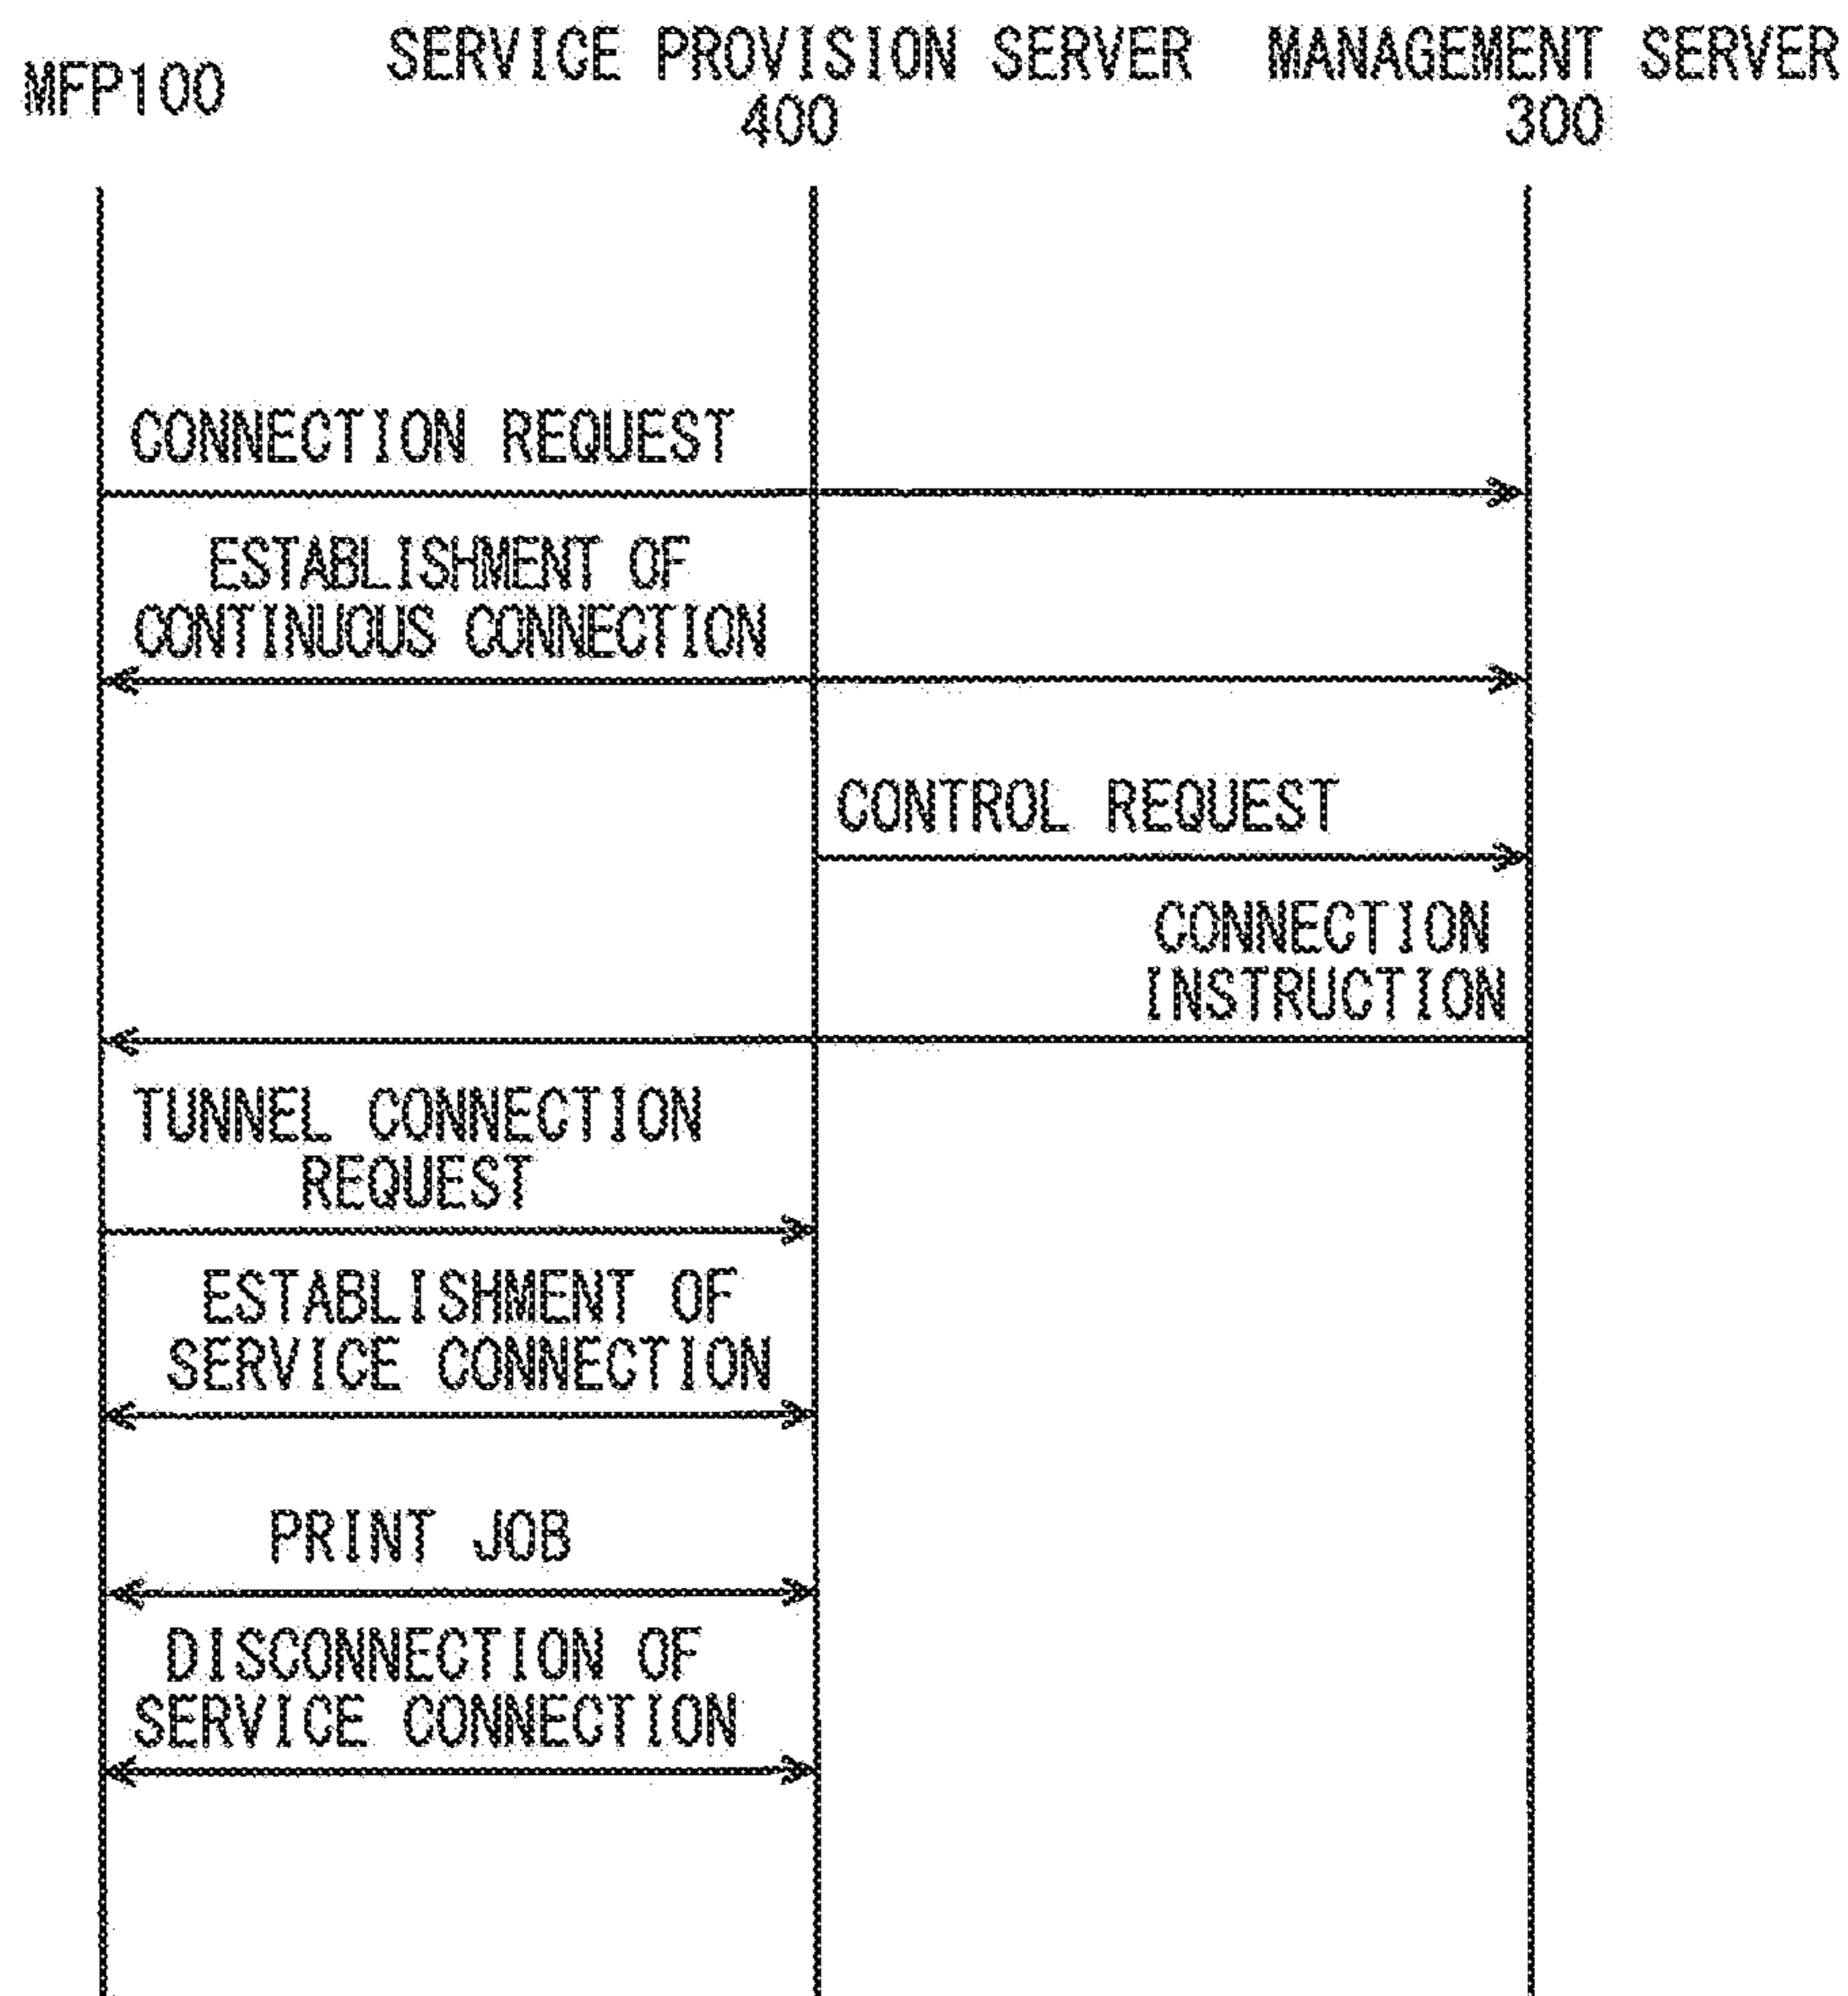 MFP100
SERVICE PROVISION SERVER
400
MANAGEMENT SERVER
300
CONNECTION REQUEST
ESTABLISHMENT OF
CONTINUOUS CONNECTION
CONTROL REQUEST
CONNECTION
INSTRUCTION
TUNNEL CONNECTION
REQUEST
ESTABLISHMENT OF
SERVICE CONNECTION
PRINT JOB
DISCONNECTION OF
SERVICE CONNECTION